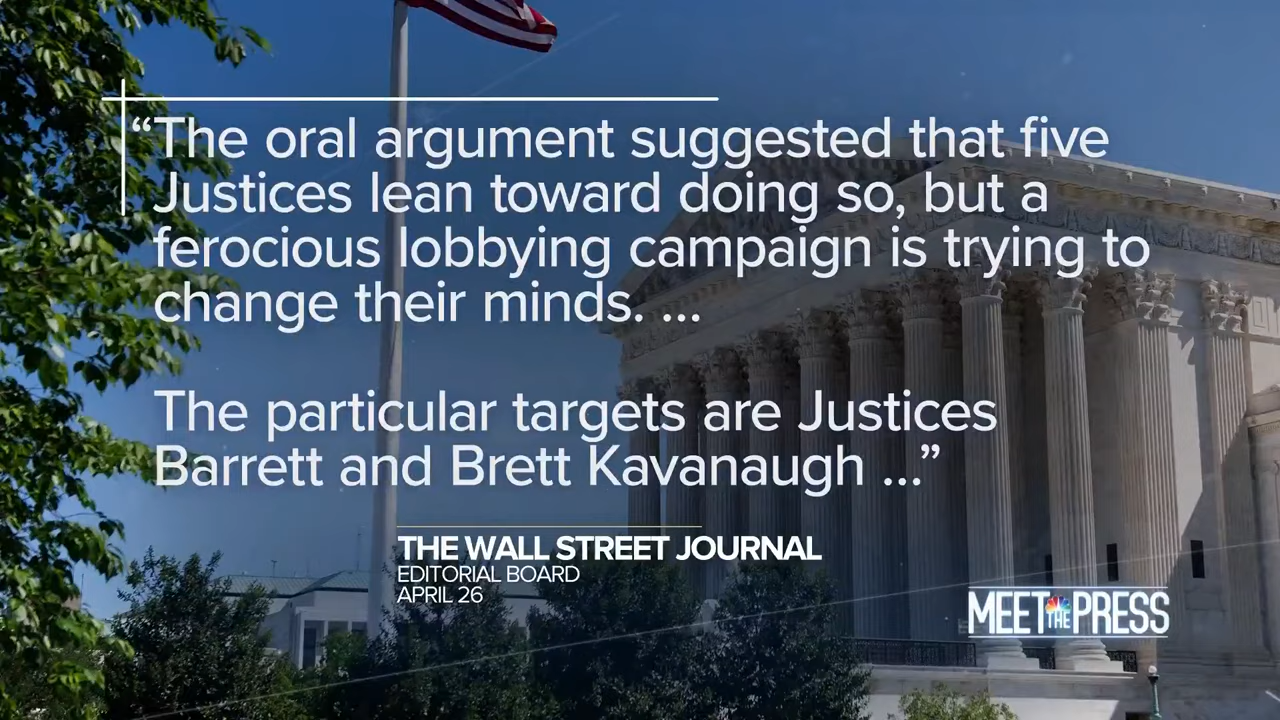 “The oral argument suggested that five
Justices lean toward doing so, but a
ferocious lobbying campaign is trying to
change their minds. ...
The particular targets are Justices
Barrett and Brett Kavanaugh ...”
THE WALL STREET JOURNAL
EDITORIAL BOARD
APRIL 26
MEET THE PRESS